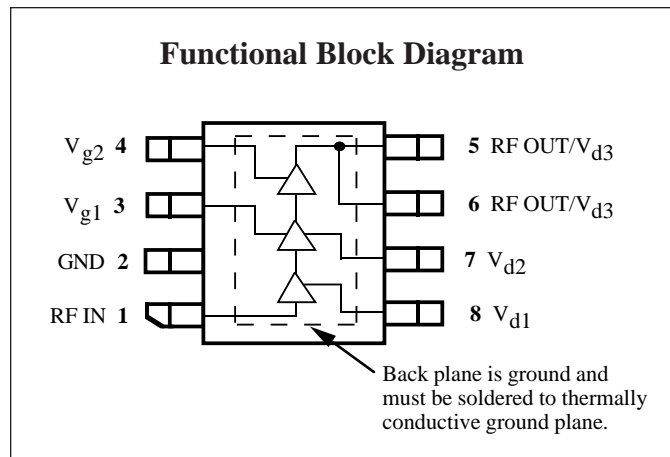 Functional Block Diagram
Vg2 4
5 RF OUT/Vd3
Vg1 3
6 RF OUT/Vd3
GND 2
7 Vd2
RF IN 1
8 Vd1
Back plane is ground and
must be soldered to thermally
conductive ground plane.